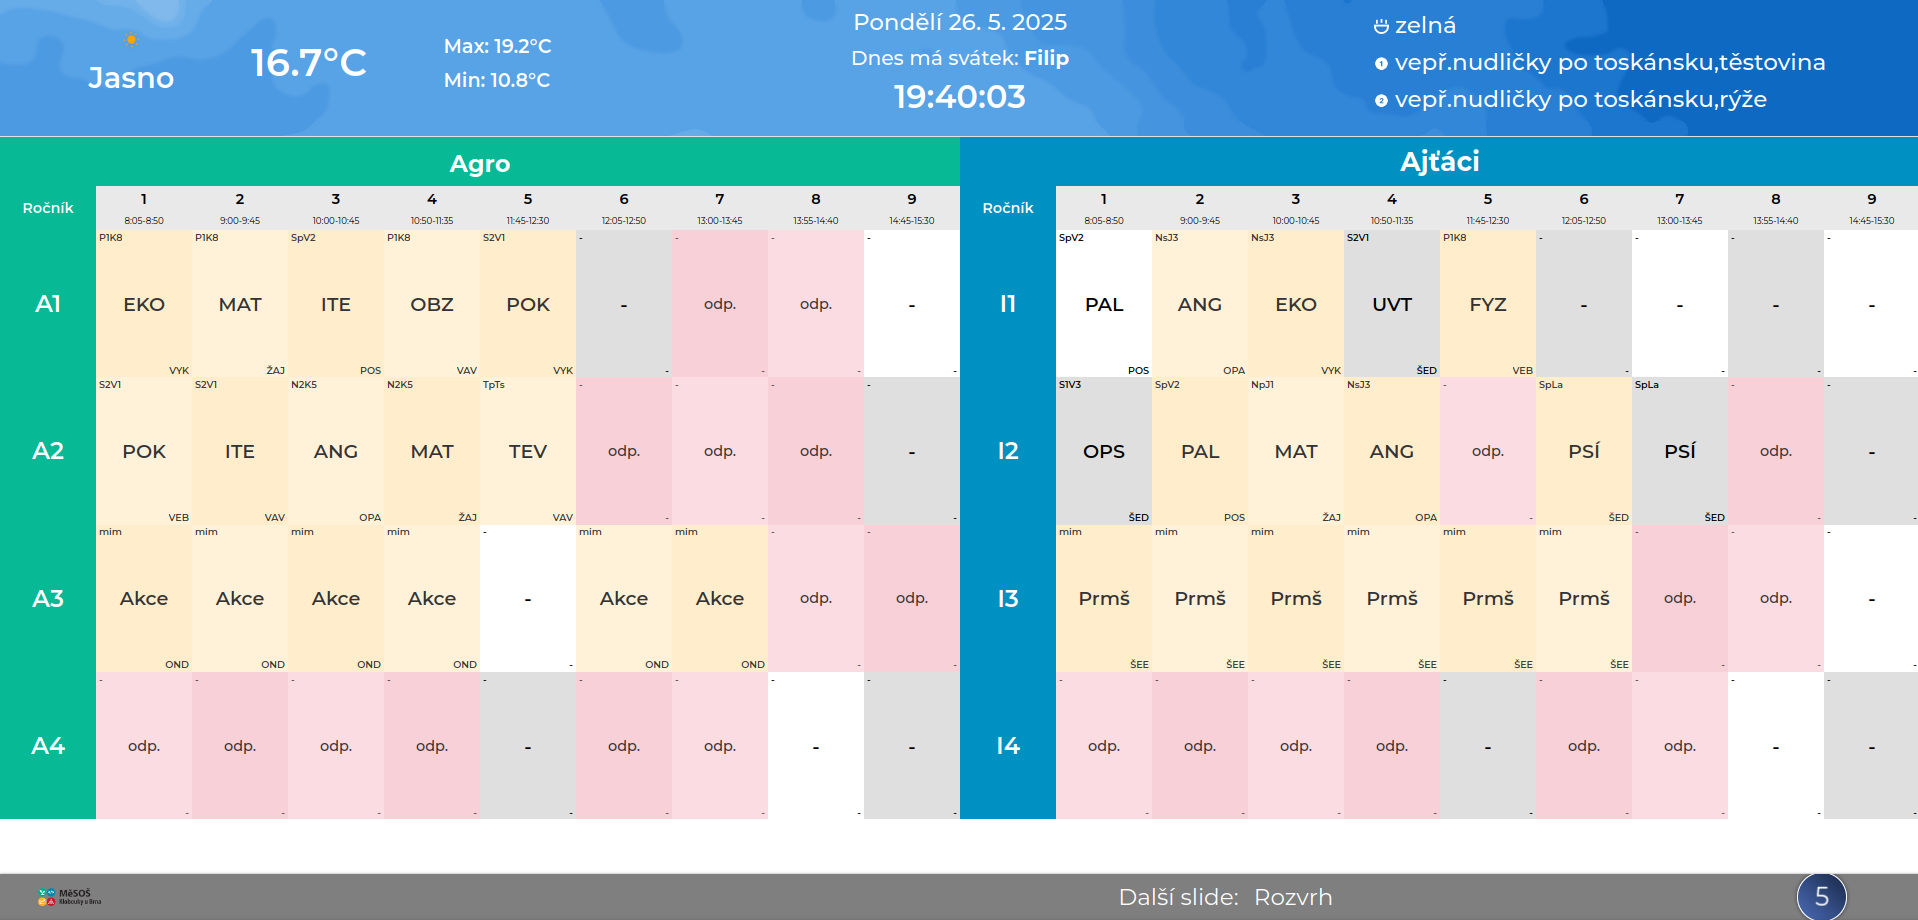 Jasno
16.7°C
Max: 19.2°C
Min: 10.8°C
Pondělí 26. 5. 2025
Dnes má svátek: Filip
19:40:03
zelná
1 vepř.nudličky po toskánsku,těstovina
2 vepř.nudličky po toskánsku,rýže
Agro
Ročník 1 2 3 4 5 6 7 8 9
8:05-8:50 9:00-9:45 10:00-10:45 10:50-11:35 11:45-12:30 12:05-12:50 13:00-13:45 13:55-14:40 14:45-15:30
P1K8 P1K8 SpV2 P1K8 S2V1 - - - -
A1 EKO MAT ITE OBZ POK - odp. odp. -
VYK ŽAJ POS VAV VYK - - - -
S2V1 S2V1 N2K5 N2K5 TpTs - - - -
A2 POK ITE ANG MAT TEV odp. odp. odp. -
VEB VAV OPA ŽAJ VAV - - - -
mim mim mim mim - mim mim - -
A3 Akce Akce Akce Akce - Akce Akce odp. odp.
OND OND OND OND - OND OND - -
- - - - - - - - -
A4 odp. odp. odp. odp. - odp. odp. - -
- - - - - - - - -
Ajťáci
Ročník 1 2 3 4 5 6 7 8 9
8:05-8:50 9:00-9:45 10:00-10:45 10:50-11:35 11:45-12:30 12:05-12:50 13:00-13:45 13:55-14:40 14:45-15:30
SpV2 NsJ3 NsJ3 S2V1 P1K8 - - - -
I1 PAL ANG EKO UVT FYZ - - - -
POS OPA VYK ŠED VEB - - - -
S1V3 SpV2 NpJ1 NsJ3 - SpLa SpLa - -
I2 OPS PAL MAT ANG odp. PSÍ PSÍ odp. -
ŠED POS ŽAJ OPA - ŠED ŠED - -
mim mim mim mim mim mim - - -
I3 Prmš Prmš Prmš Prmš Prmš Prmš odp. odp. -
ŠEE ŠEE ŠEE ŠEE ŠEE ŠEE - - -
- - - - - - - - -
I4 odp. odp. odp. odp. - odp. odp. - -
- - - - - - - - -
MěSOŠ
Klobouky u Brna
Další slide: Rozvrh
5